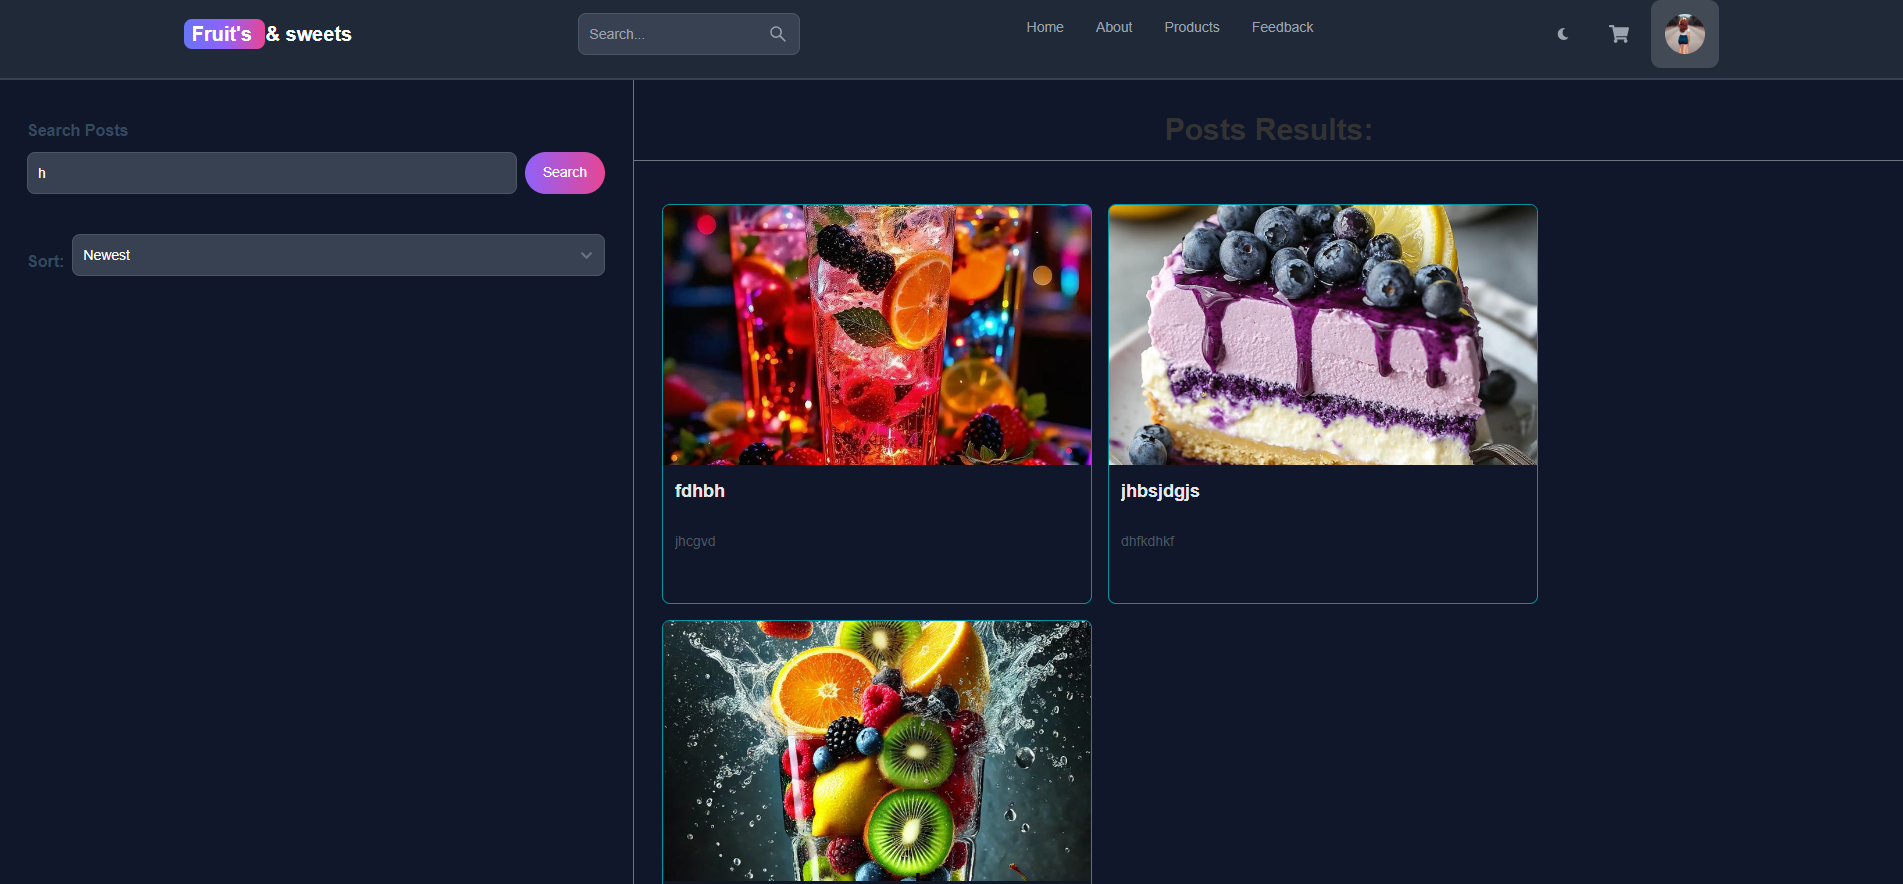 Fruit's & sweets
Search...
Home About Products Feedback
Search Posts
h
Search
Sort:
Newest
Posts Results:
fdhbh
jhcgvd
jhbsjdgjs
dhfkdhkf